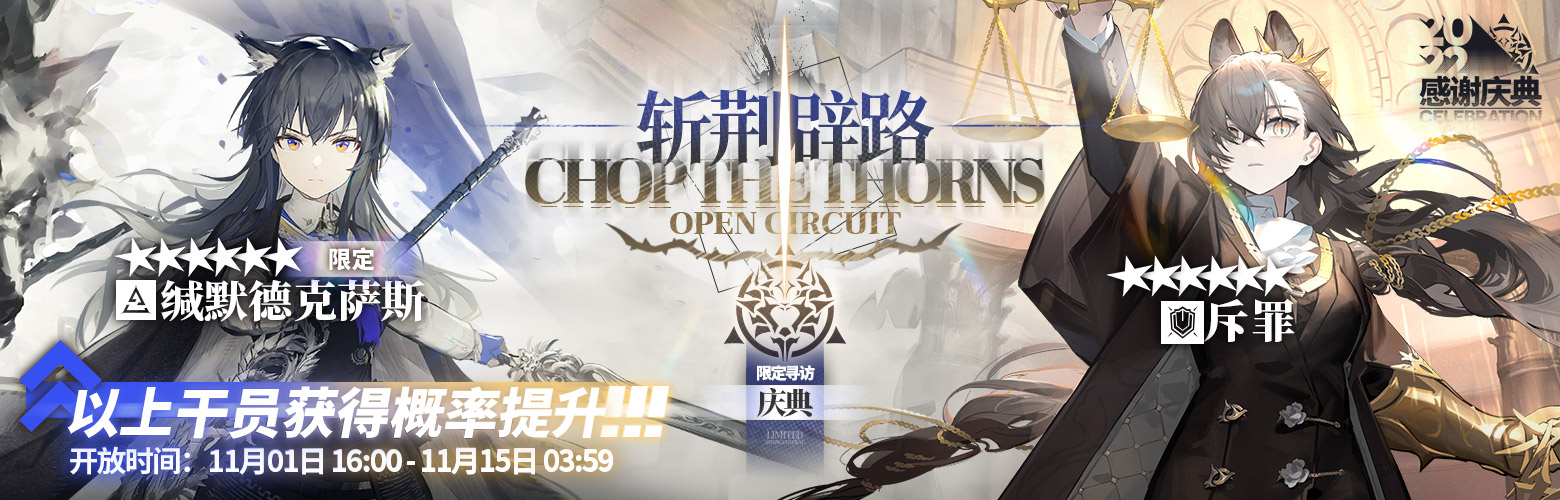 2022
感谢庆典
CELEBRATION
斩荆辟路
CHOP THE THORNS
OPEN CIRCUIT
限定
缄默德克萨斯
斥罪
限定寻访
庆典
LIMITED
以上干员获得概率提升!!!
开放时间：11月01日 16:00 - 11月15日 03:59